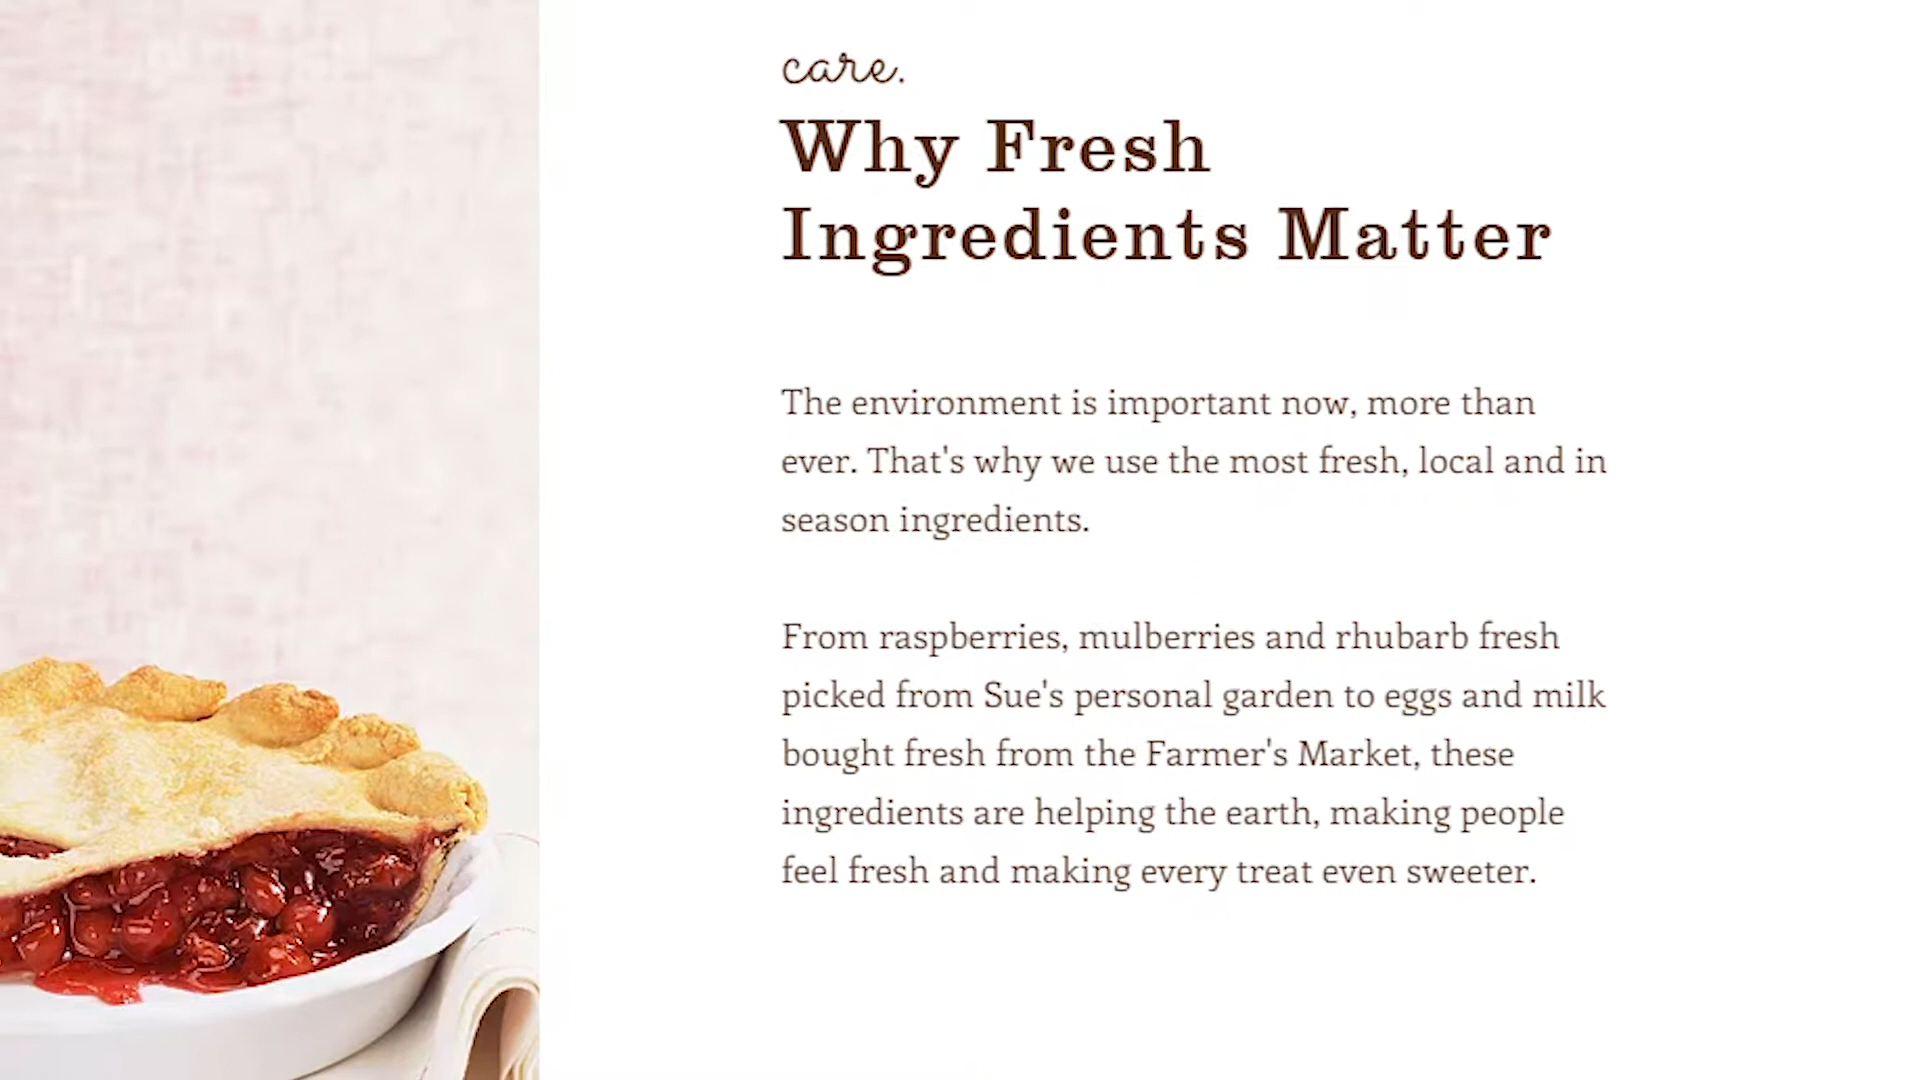 care.
Why Fresh
Ingredients Matter
The environment is important now, more than
ever. That's why we use the most fresh, local and in
season ingredients.
From raspberries, mulberries and rhubarb fresh
picked from Sue's personal garden to eggs and milk
bought fresh from the Farmer's Market, these
ingredients are helping the earth, making people
feel fresh and making every treat even sweeter.